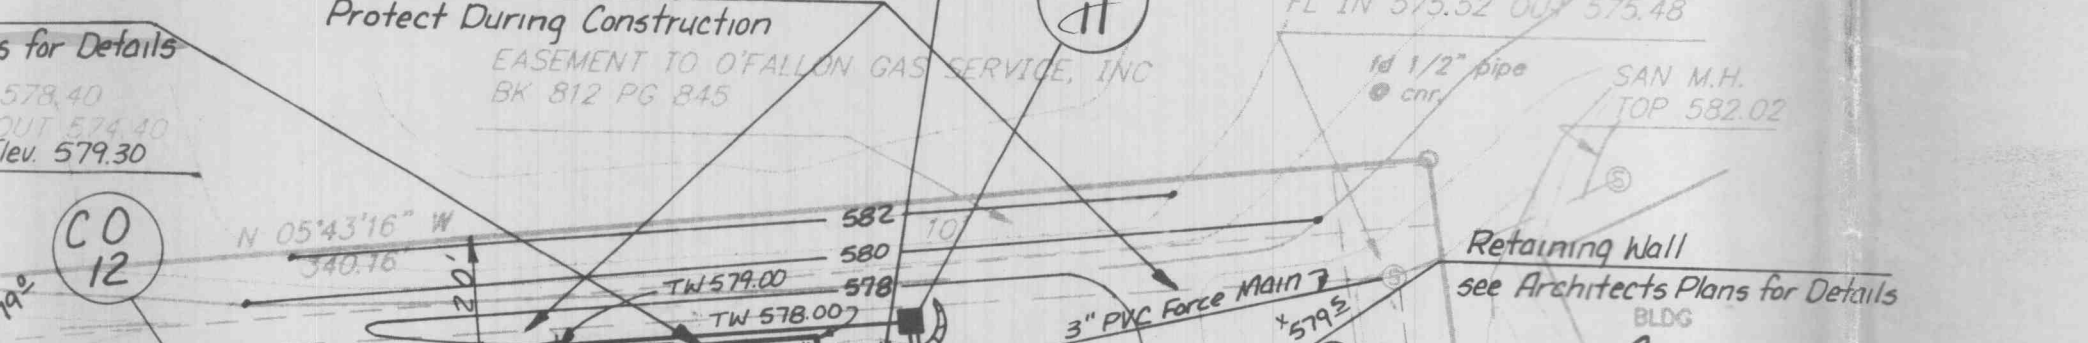 Protect During Construction
11
FL IN 575.52 OUT 575.48
s for Details
EASEMENT TO O'FALLON GAS SERVICE, INC
BK 812 PG 845
fd 1/2" pipe
@ cnr.
SAN M.H.
TOP 582.02
578.40
OUT 574.40
lev. 579.30
CO
12
N 05°43'16" W
340.16'
20'
582
10'
580
TW 579.00
578
TW 578.00
3" PVC Force Main
579.5
Retaining Wall
see Architects Plans for Details
BLDG
S
S